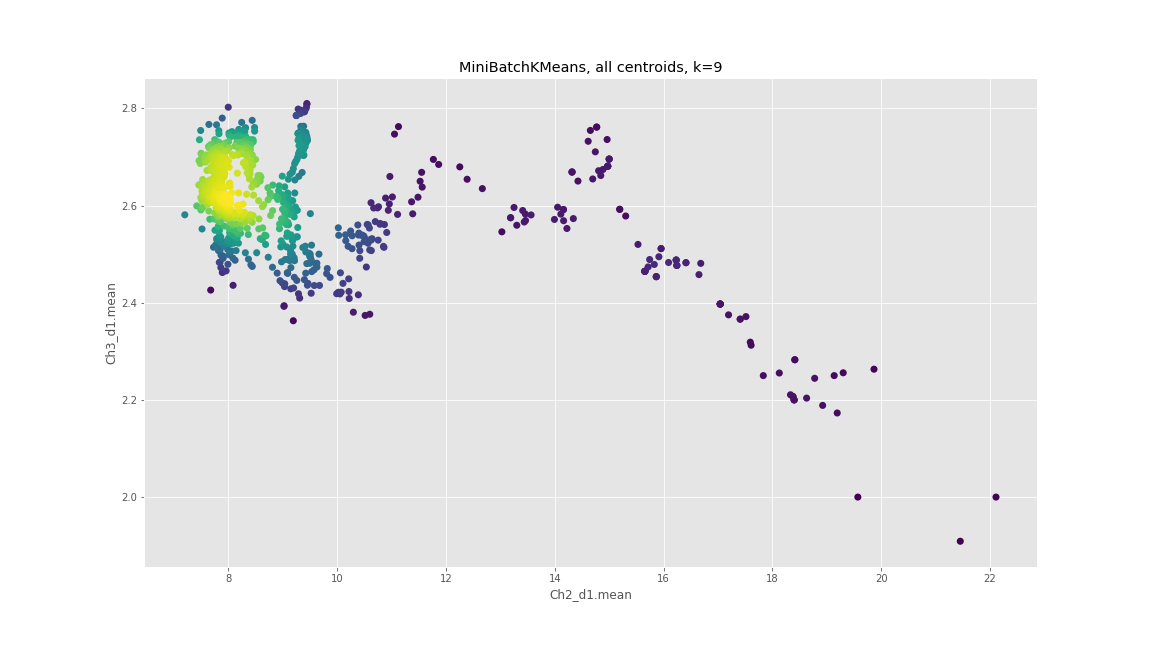 MiniBatchKMeans, all centroids, k=9
Ch3_d1.mean
2.8
2.6
2.4
2.2
2.0
8 10 12 14 16 18 20 22
Ch2_d1.mean